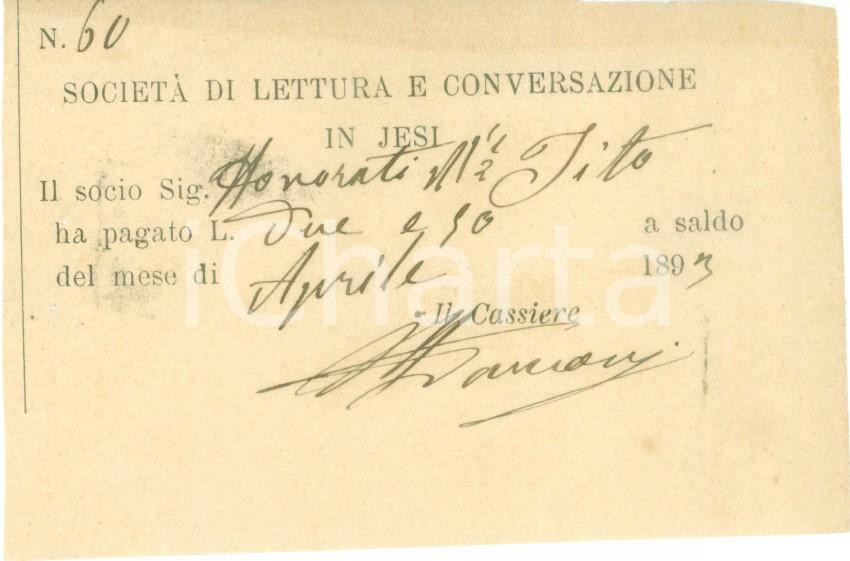 N. 60
SOCIETÀ DI LETTURA E CONVERSAZIONE
IN JESI
Il socio Sig. Honorati M.e Tito
ha pagato L. due e 50 a saldo
del mese di Aprile 1893
Il Cassiere
iCharta